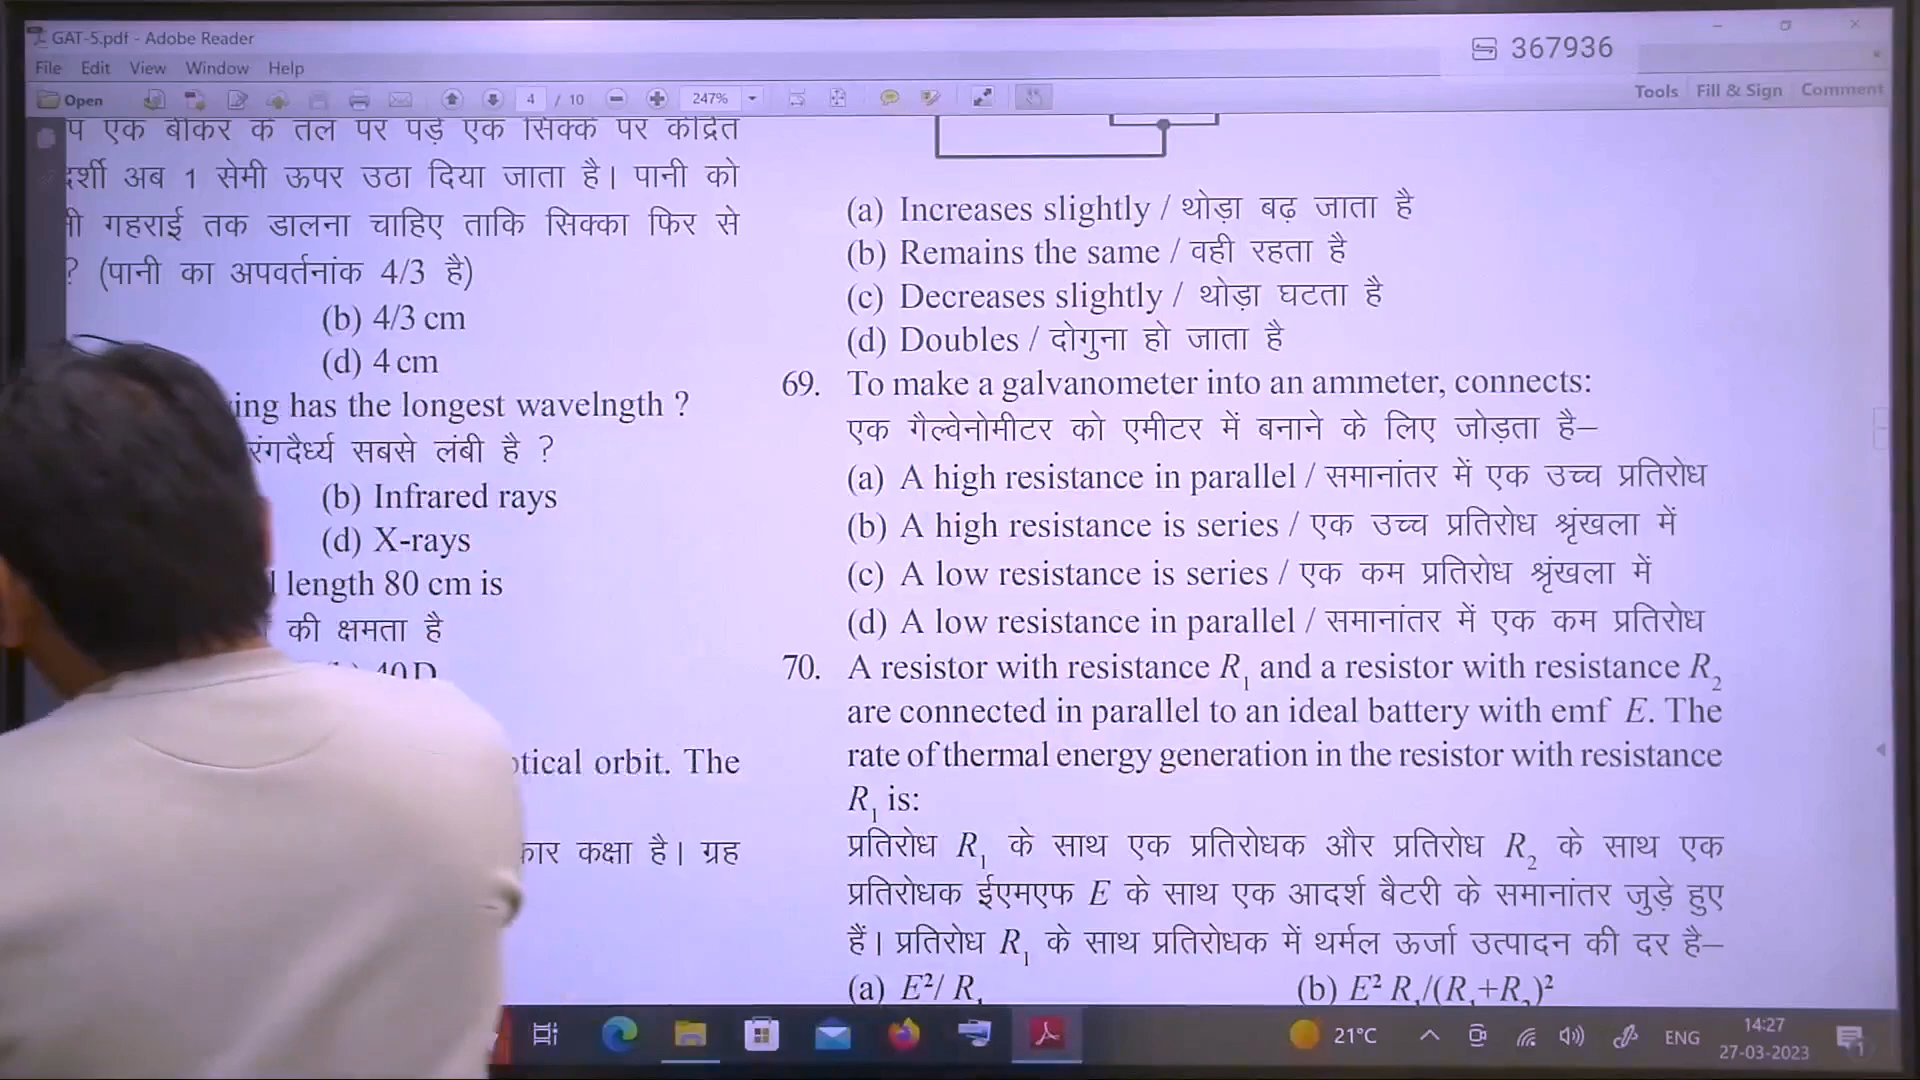 GAT-5.pdf - Adobe Reader
367936
File Edit View Window Help
Open 4 / 10 247% Tools Fill & Sign Comment
प एक बीकर के तल पर पड़े एक सिक्के पर केंद्रित
दर्शी अब 1 सेमी ऊपर उठा दिया जाता है। पानी को
गहराई तक डालना चाहिए ताकि सिक्का फिर से
? (पानी का अपवर्तनांक 4/3 है)
(b) 4/3 cm
(d) 4 cm
ing has the longest wavelngth ?
रंगदैर्ध्य सबसे लंबी है ?
(b) Infrared rays
(d) X-rays
length 80 cm is
की क्षमता है
40 D
ptical orbit. The
कार कक्षा है। ग्रह
(a) Increases slightly / थोड़ा बढ़ जाता है
(b) Remains the same / वही रहता है
(c) Decreases slightly / थोड़ा घटता है
(d) Doubles / दोगुना हो जाता है
69. To make a galvanometer into an ammeter, connects:
एक गैल्वेनोमीटर को एमीटर में बनाने के लिए जोड़ता है–
(a) A high resistance in parallel / समानांतर में एक उच्च प्रतिरोध
(b) A high resistance is series / एक उच्च प्रतिरोध श्रृंखला में
(c) A low resistance is series / एक कम प्रतिरोध श्रृंखला में
(d) A low resistance in parallel / समानांतर में एक कम प्रतिरोध
70. A resistor with resistance R₁ and a resistor with resistance R₂
are connected in parallel to an ideal battery with emf E. The
rate of thermal energy generation in the resistor with resistance
R₁ is:
प्रतिरोध R₁ के साथ एक प्रतिरोधक और प्रतिरोध R₂ के साथ एक
प्रतिरोधक ईएमएफ E के साथ एक आदर्श बैटरी के समानांतर जुड़े हुए
हैं। प्रतिरोध R₁ के साथ प्रतिरोधक में थर्मल ऊर्जा उत्पादन की दर है–
(a) E²/ R₁ (b) E² R₁/(R₁+R₂)²
21°C ENG 14:27
27-03-2023